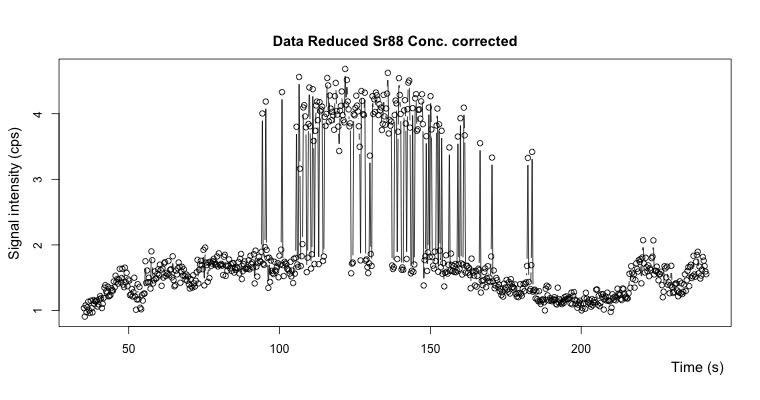 Data Reduced Sr88 Conc. corrected
Signal intensity (cps)
4
3
2
1
50 100 150 200
Time (s)